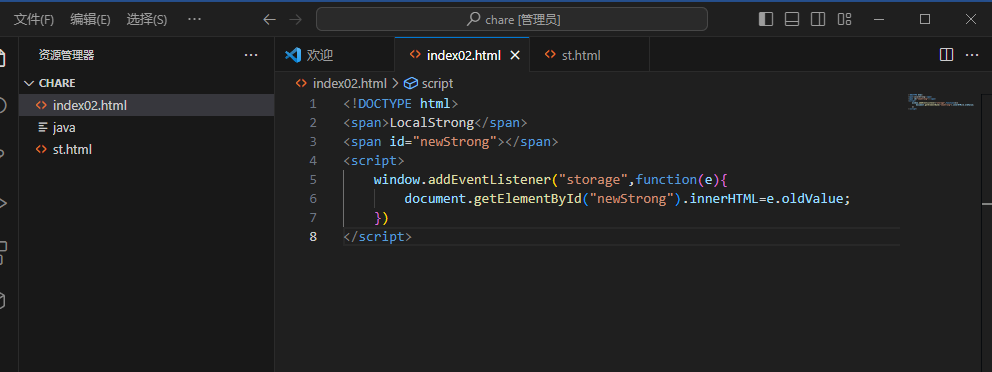 文件(F) 编辑(E) 选择(S) ··· chare [管理员]
资源管理器 ···
CHARE
index02.html
java
st.html
欢迎 index02.html st.html
index02.html > script
1 <!DOCTYPE html>
2 <span>LocalStrong</span>
3 <span id="newStrong"></span>
4 <script>
5 window.addEventListener("storage",function(e){
6 document.getElementById("newStrong").innerHTML=e.oldValue;
7 })
8 </script>